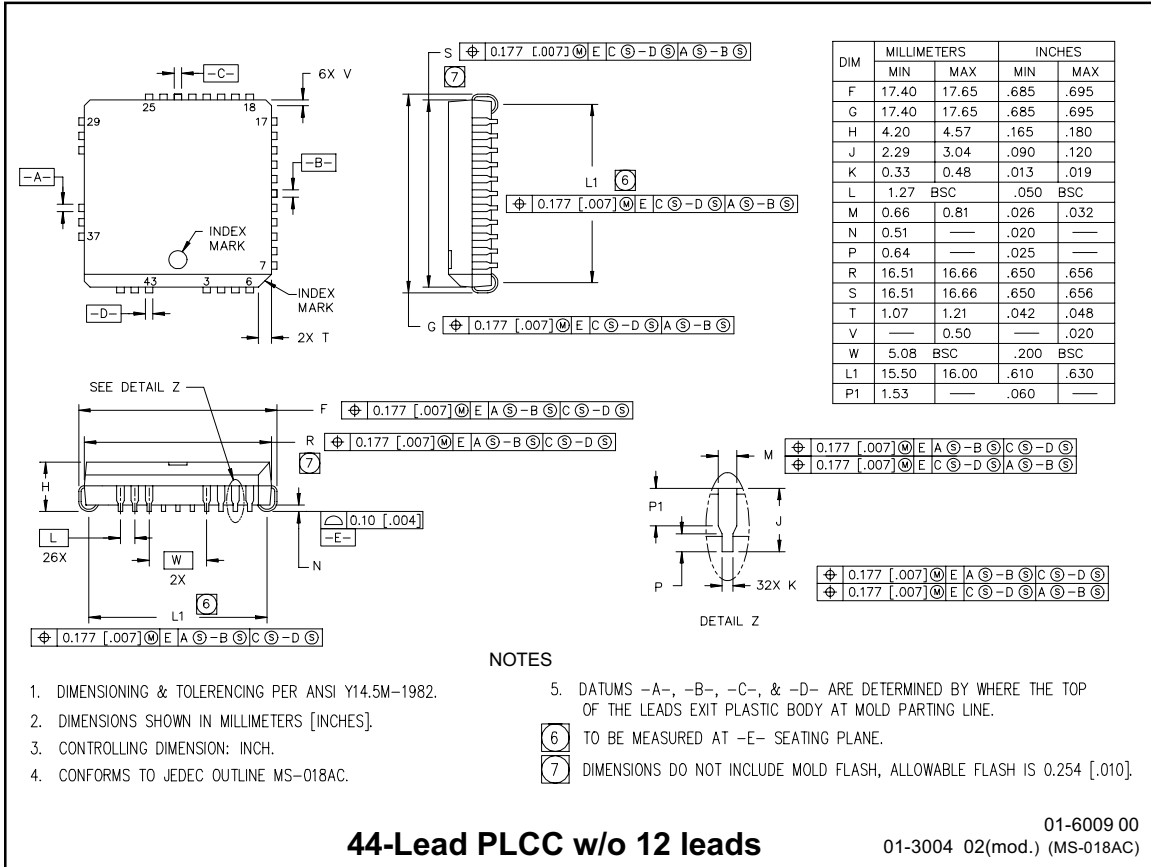 S ⌖ 0.177 [.007] Ⓜ E C Ⓢ -D Ⓢ A Ⓢ -B Ⓢ
7
-C-
6X V
25 18
29 17
-B-
-A-
L1 6
⌖ 0.177 [.007] Ⓜ E C Ⓢ -D Ⓢ A Ⓢ -B Ⓢ
INDEX
MARK
37
7
43 3 6
INDEX
MARK
-D-
2X T
G ⌖ 0.177 [.007] Ⓜ E C Ⓢ -D Ⓢ A Ⓢ -B Ⓢ
DIM MILLIMETERS INCHES
MIN MAX MIN MAX
F 17.40 17.65 .685 .695
G 17.40 17.65 .685 .695
H 4.20 4.57 .165 .180
J 2.29 3.04 .090 .120
K 0.33 0.48 .013 .019
L 1.27 BSC .050 BSC
M 0.66 0.81 .026 .032
N 0.51 — .020 —
P 0.64 — .025 —
R 16.51 16.66 .650 .656
S 16.51 16.66 .650 .656
T 1.07 1.21 .042 .048
V — 0.50 — .020
W 5.08 BSC .200 BSC
L1 15.50 16.00 .610 .630
P1 1.53 — .060 —
SEE DETAIL Z
F ⌖ 0.177 [.007] Ⓜ E A Ⓢ -B Ⓢ C Ⓢ -D Ⓢ
R ⌖ 0.177 [.007] Ⓜ E A Ⓢ -B Ⓢ C Ⓢ -D Ⓢ
7
H
⌓ 0.10 [.004]
-E-
L
26X
W
2X
N
6
L1
⌖ 0.177 [.007] Ⓜ E A Ⓢ -B Ⓢ C Ⓢ -D Ⓢ
M ⌖ 0.177 [.007] Ⓜ E A Ⓢ -B Ⓢ C Ⓢ -D Ⓢ
⌖ 0.177 [.007] Ⓜ E C Ⓢ -D Ⓢ A Ⓢ -B Ⓢ
P1
J
P
32X K
⌖ 0.177 [.007] Ⓜ E A Ⓢ -B Ⓢ C Ⓢ -D Ⓢ
⌖ 0.177 [.007] Ⓜ E C Ⓢ -D Ⓢ A Ⓢ -B Ⓢ
DETAIL Z
NOTES
1. DIMENSIONING & TOLERENCING PER ANSI Y14.5M-1982.
2. DIMENSIONS SHOWN IN MILLIMETERS [INCHES].
3. CONTROLLING DIMENSION: INCH.
4. CONFORMS TO JEDEC OUTLINE MS-018AC.
5. DATUMS -A-, -B-, -C-, & -D- ARE DETERMINED BY WHERE THE TOP
OF THE LEADS EXIT PLASTIC BODY AT MOLD PARTING LINE.
6 TO BE MEASURED AT -E- SEATING PLANE.
7 DIMENSIONS DO NOT INCLUDE MOLD FLASH, ALLOWABLE FLASH IS 0.254 [.010].
44-Lead PLCC w/o 12 leads
01-6009 00
01-3004 02(mod.) (MS-018AC)